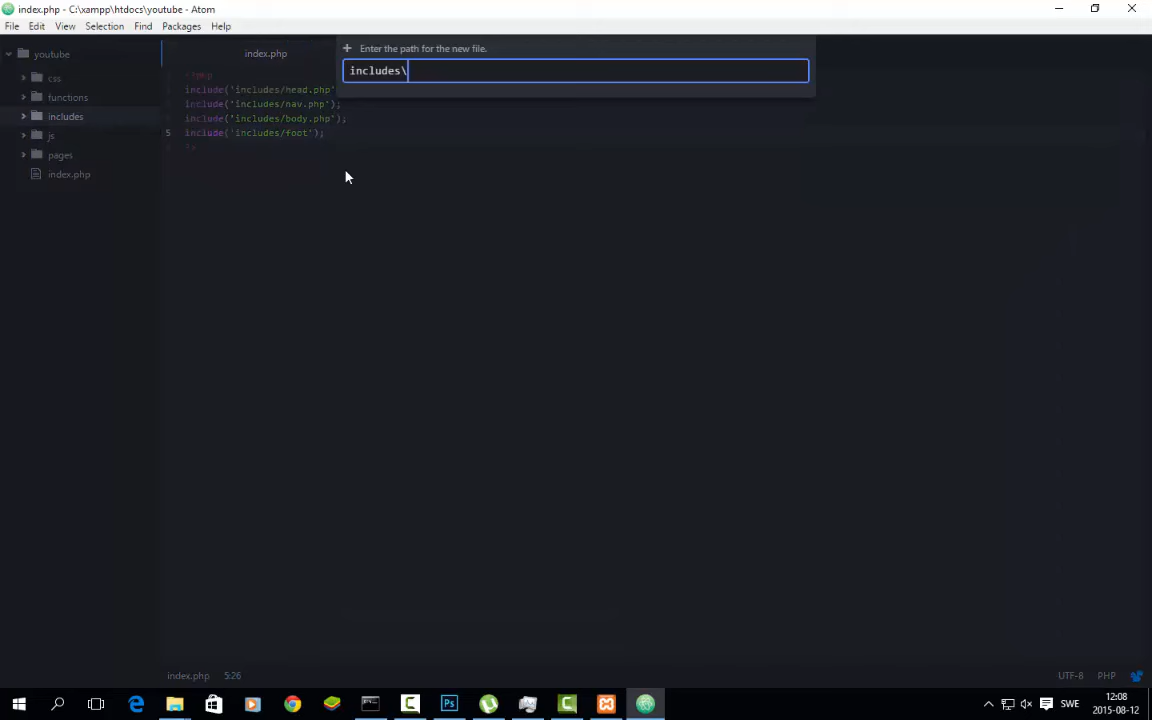 index.php - C:\xampp\htdocs\youtube - Atom
File Edit View Selection Find Packages Help
youtube
css
functions
includes
js
pages
index.php
index.php
Enter the path for the new file.
includes\
<?php
include('includes/head.php'
include('includes/nav.php');
include('includes/body.php');
5 include('includes/foot');
?>
index.php 5:26
UTF-8 PHP
Ps
SWE
12:08
2015-08-12